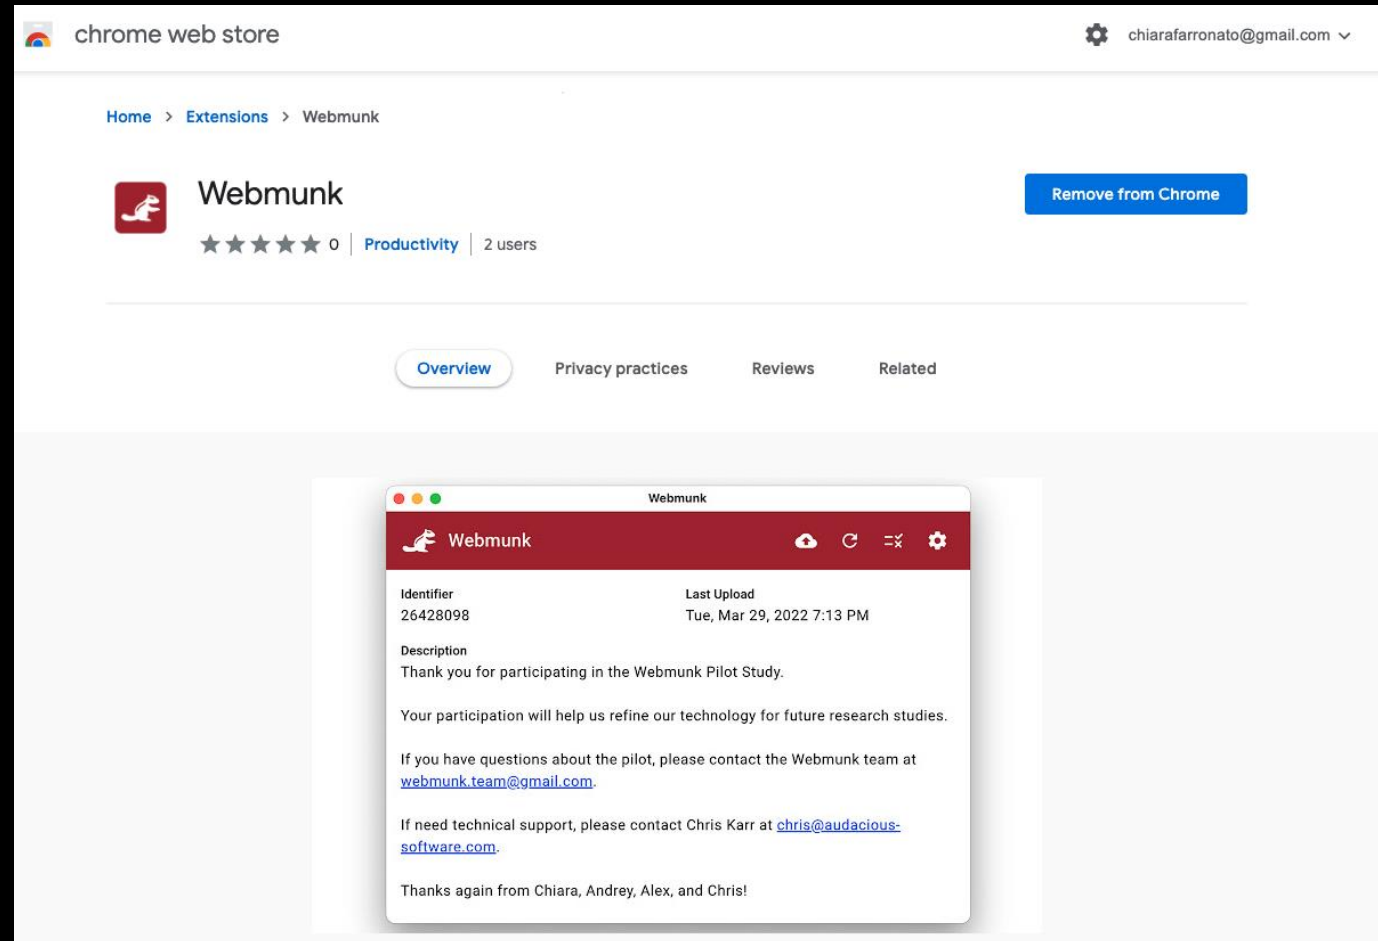 chrome web store
chiarafarronato@gmail.com
Home > Extensions > Webmunk
Webmunk
Remove from Chrome
0 | Productivity | 2 users
Overview
Privacy practices
Reviews
Related
Webmunk
Webmunk
Identifier
Last Upload
26428098
Tue, Mar 29, 2022 7:13 PM
Description
Thank you for participating in the Webmunk Pilot Study.
Your participation will help us refine our technology for future research studies.
If you have questions about the pilot, please contact the Webmunk team at
webmunk.team@gmail.com.
If need technical support, please contact Chris Karr at chris@audacious-
software.com.
Thanks again from Chiara, Andrey, Alex, and Chris!